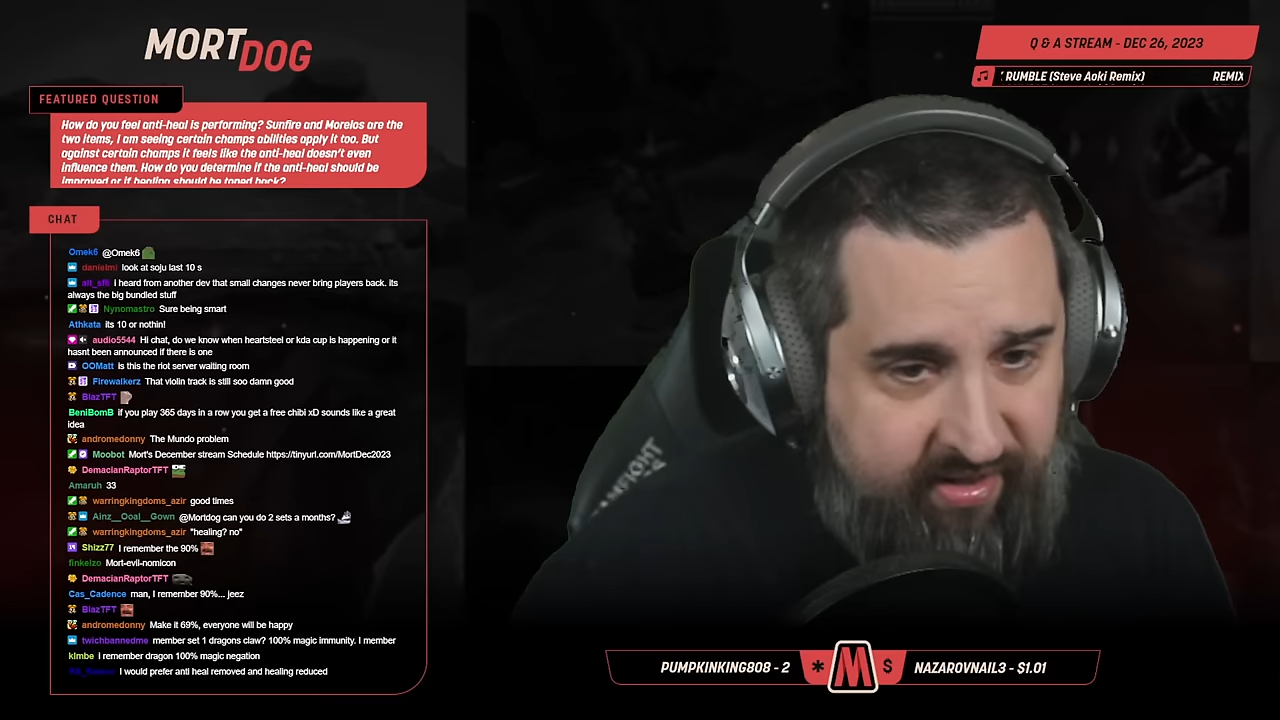 MORTDOG
Q & A STREAM - DEC 26, 2023
RUMBLE (Steve Aoki Remix) REMIX
FEATURED QUESTION
How do you feel anti-heal is performing? Sunfire and Morelos are the
two items, I am seeing certain champs abilities apply it too. But
against certain champs it feels like the anti-heal doesn't even
influence them. How do you determine if the anti-heal should be
improved or if healing should be toned back?
CHAT
Omek6 @Omek6
danielmi look at soju last 10 s
I heard from another dev that small changes never bring players back. Its
always the big bundled stuff
Nynomastro Sure being smart
Athkata its 10 or nothin!
audio5544 Hi chat, do we know when heartsteel or kda cup is happening or it
hasnt been announced if there is one
OOMatt Is this the riot server waiting room
Firewalkerz That violin track is still soo damn good
BlazTFT
BeniBomB if you play 365 days in a row you get a free chibi xD sounds like a great
idea
andromedonny The Mundo problem
Moobot Mort's December stream Schedule https://tinyurl.com/MortDec2023
DemacianRaptorTFT
Amaruh 33
warringkingdoms_azir good times
Ainz__Ooal__Gown @Mortdog can you do 2 sets a months?
warringkingdoms_azir "healing? no"
Shizz77 I remember the 90%
finkelzo Mort-evil-nomicon
DemacianRaptorTFT
Cas_Cadence man, I remember 90%... jeez
BlazTFT
andromedonny Make it 69%, everyone will be happy
twichbannedme member set 1 dragons claw? 100% magic immunity. I member
klmbe I remember dragon 100% magic negation
I would prefer anti heal removed and healing reduced
PUMPKINKING808 - 2 * M $ NAZAROVNAIL3 - $1.01